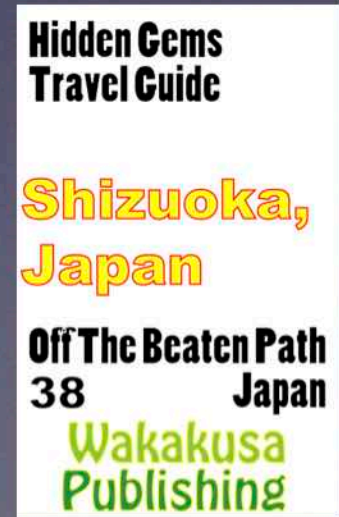 Hidden Gems
Travel Guide
Shizuoka,
Japan
Off The Beaten Path
38 Japan
Wakakusa
Publishing